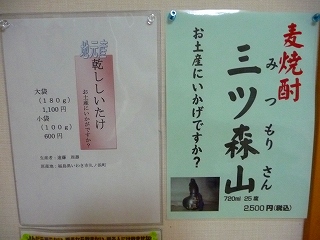 乾ししいたけ
お土産にいかがですか?
大袋
(180g)
1,100円
小袋
(100g)
600円
麦焼酎
三ツ森山
みつもりさん
お土産にいかがですか?
720ml 25度
2500円(税込)